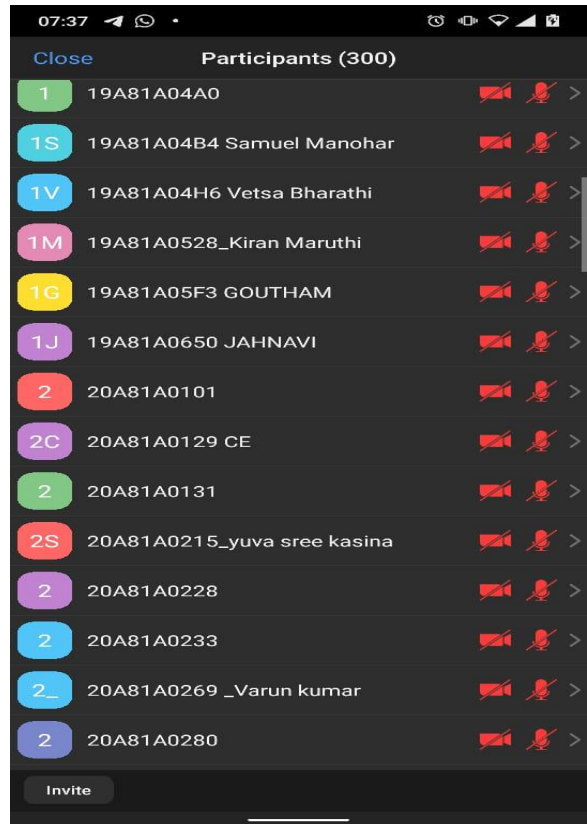 07:37
Close Participants (300)
1 19A81A04A0
1S 19A81A04B4 Samuel Manohar
1V 19A81A04H6 Vetsa Bharathi
1M 19A81A0528_Kiran Maruthi
1G 19A81A05F3 GOUTHAM
1J 19A81A0650 JAHNAVI
2 20A81A0101
2C 20A81A0129 CE
2 20A81A0131
2S 20A81A0215_yuva sree kasina
2 20A81A0228
2 20A81A0233
2_ 20A81A0269 _Varun kumar
2 20A81A0280
Invite